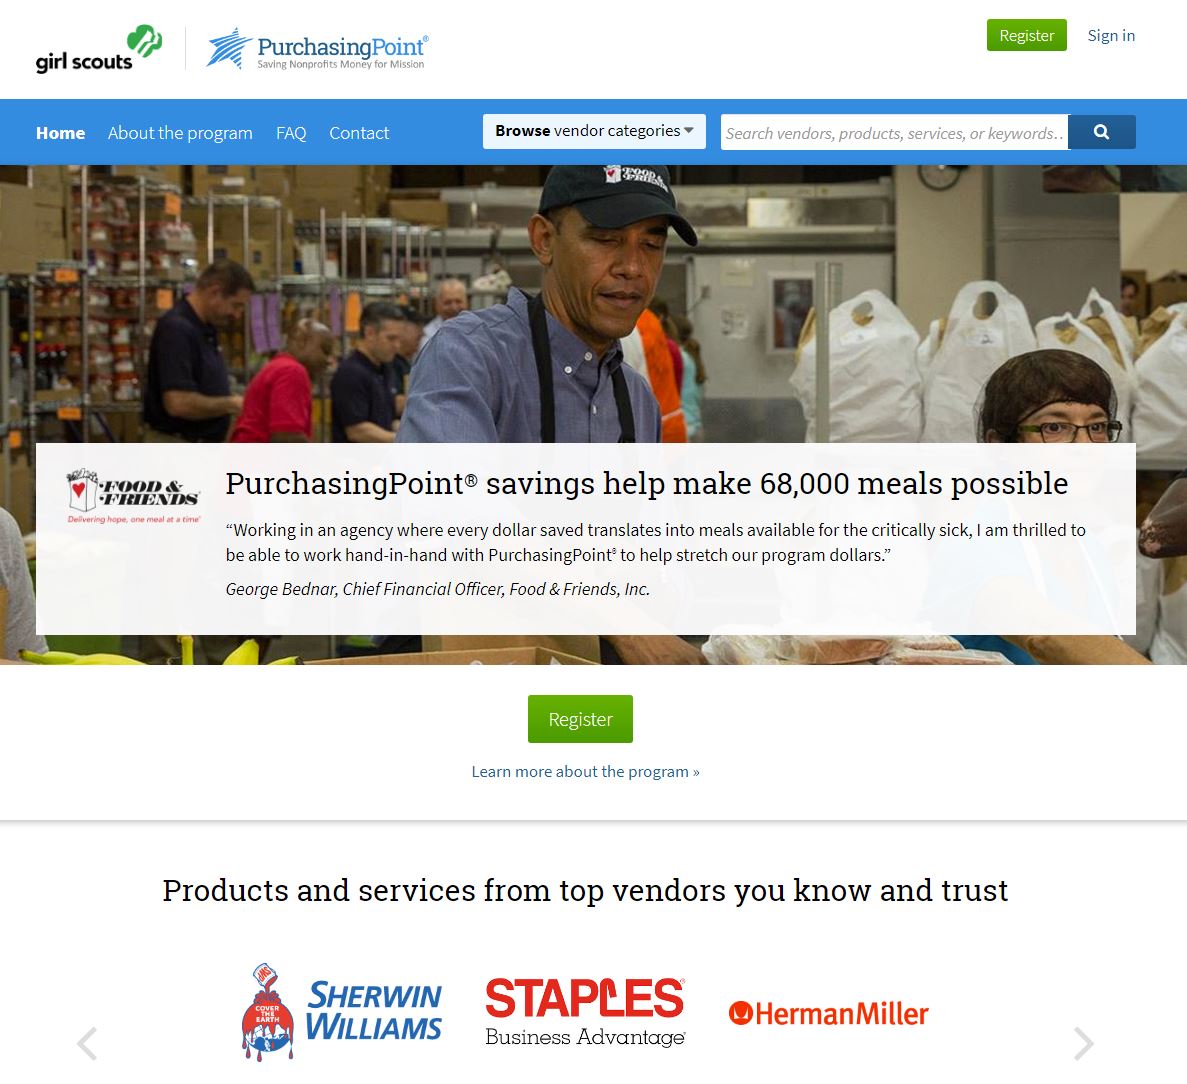 girl scouts
PurchasingPoint®
Saving Nonprofits Money for Mission
Register
Sign in
Home
About the program
FAQ
Contact
Browse vendor categories
Search vendors, products, services, or keywords…
FOOD &
FRIENDS
FOOD &
FRIENDS
Delivering hope, one meal at a time®
PurchasingPoint® savings help make 68,000 meals possible
“Working in an agency where every dollar saved translates into meals available for the critically sick, I am thrilled to
be able to work hand-in-hand with PurchasingPoint® to help stretch our program dollars.”
George Bednar, Chief Financial Officer, Food & Friends, Inc.
Register
Learn more about the program »
Products and services from top vendors you know and trust
SWP
COVER
THE
EARTH
SHERWIN
WILLIAMS
STAPLES®
Business Advantage®
HermanMiller